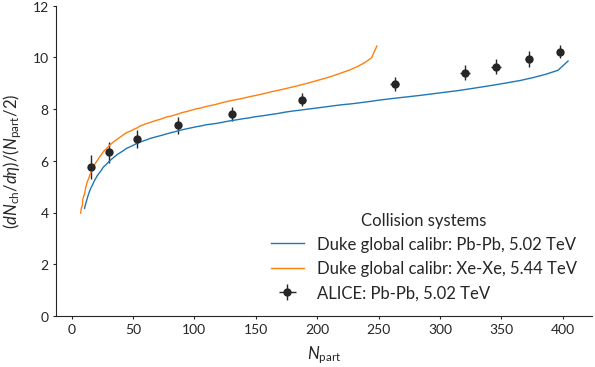 12
10
8
6
4
2
0
(dN_ch/dη)/(N_part/2)
Collision systems
Duke global calibr: Pb-Pb, 5.02 TeV
Duke global calibr: Xe-Xe, 5.44 TeV
ALICE: Pb-Pb, 5.02 TeV
0 50 100 150 200 250 300 350 400
N_part